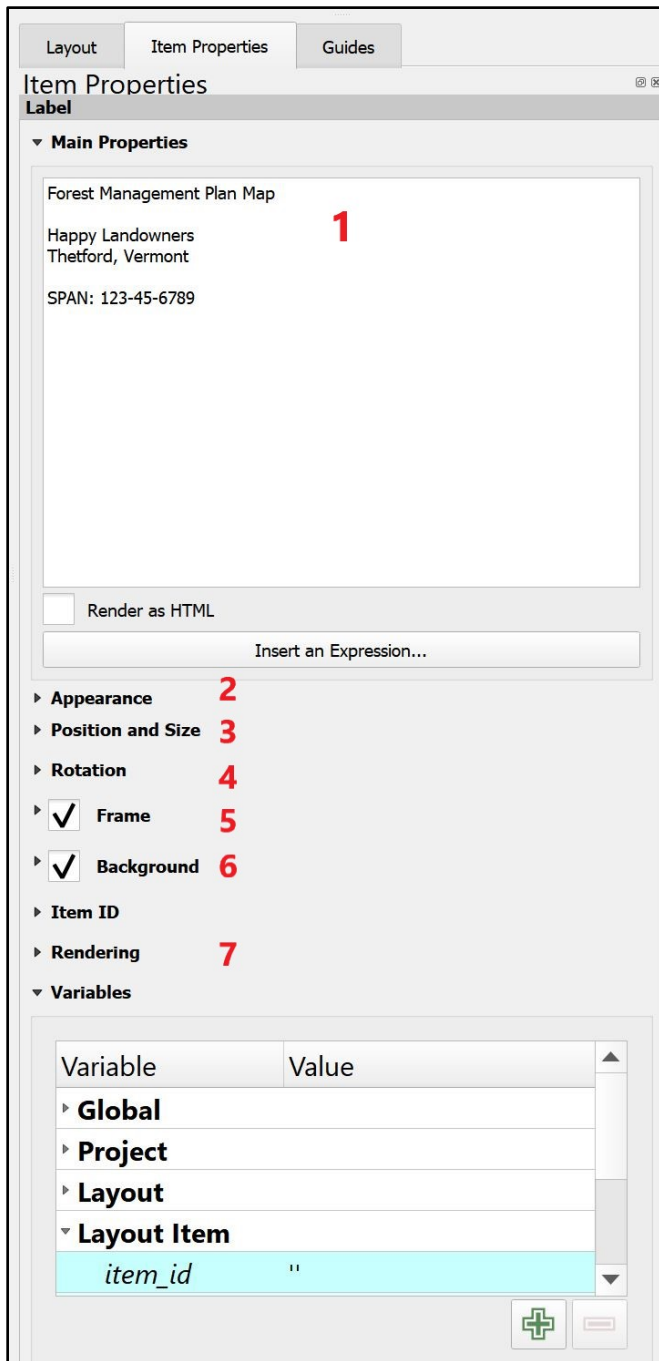 Layout
Item Properties
Guides
Item Properties
Label
Main Properties
Forest Management Plan Map
1
Happy Landowners
Thetford, Vermont
SPAN: 123-45-6789
Render as HTML
Insert an Expression...
Appearance 2
Position and Size 3
Rotation 4
Frame 5
Background 6
Item ID
Rendering 7
Variables
Variable Value
Global
Project
Layout
Layout Item
item_id ''